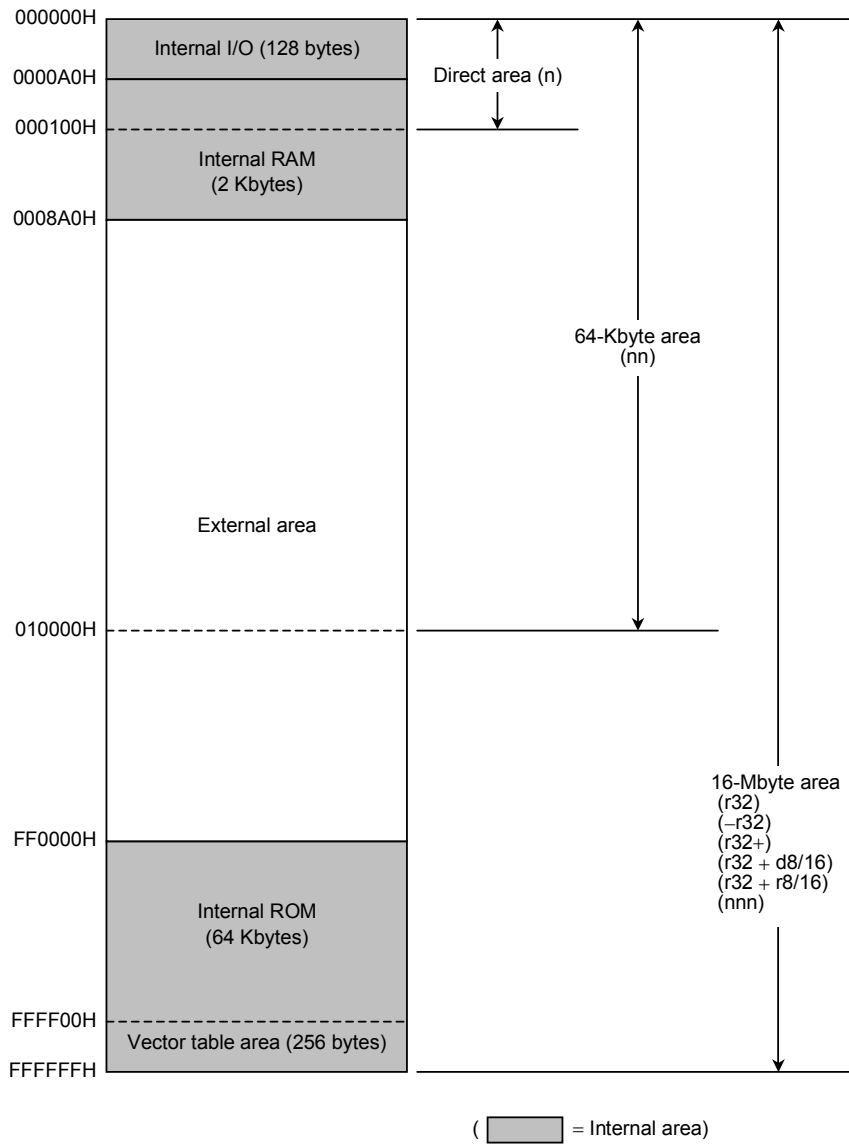 000000H
Internal I/O (128 bytes)
0000A0H
Direct area (n)
000100H
Internal RAM
(2 Kbytes)
0008A0H
64-Kbyte area
(nn)
External area
010000H
16-Mbyte area
(r32)
(−r32)
(r32+)
(r32 + d8/16)
(r32 + r8/16)
(nnn)
FF0000H
Internal ROM
(64 Kbytes)
FFFF00H
Vector table area (256 bytes)
FFFFFFH
( = Internal area)